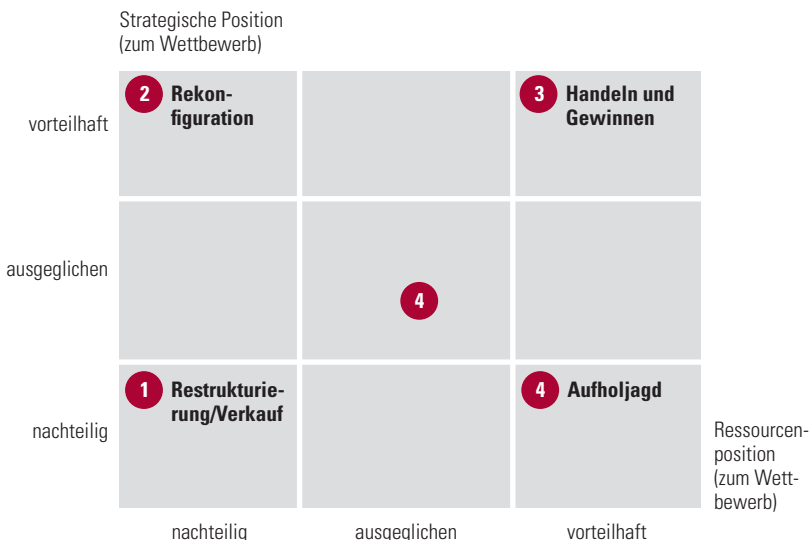 Strategische Position
(zum Wettbewerb)
vorteilhaft
2 Rekon-
figuration
3 Handeln und
Gewinnen
ausgeglichen
4
nachteilig
1 Restrukturie-
rung/Verkauf
4 Aufholjagd
Ressourcen-
position
(zum Wett-
bewerb)
nachteilig
ausgeglichen
vorteilhaft